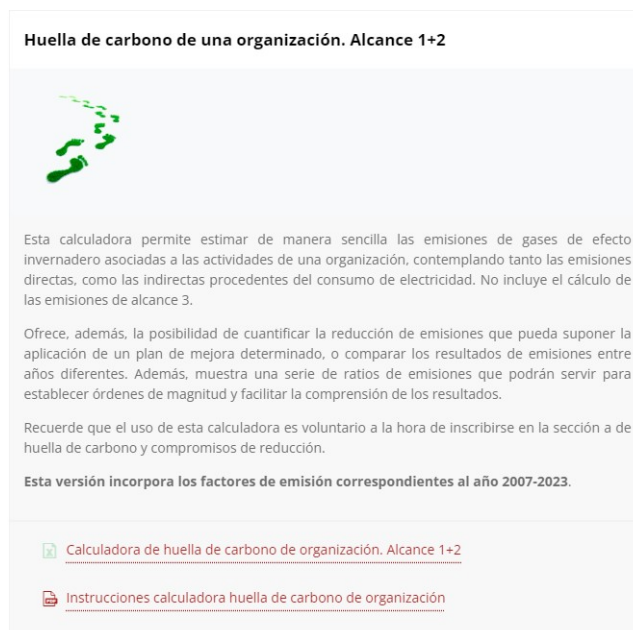 Huella de carbono de una organización. Alcance 1+2
Esta calculadora permite estimar de manera sencilla las emisiones de gases de efecto
invernadero asociadas a las actividades de una organización, contemplando tanto las emisiones
directas, como las indirectas procedentes del consumo de electricidad. No incluye el cálculo de
las emisiones de alcance 3.
Ofrece, además, la posibilidad de cuantificar la reducción de emisiones que pueda suponer la
aplicación de un plan de mejora determinado, o comparar los resultados de emisiones entre
años diferentes. Además, muestra una serie de ratios de emisiones que podrán servir para
establecer órdenes de magnitud y facilitar la comprensión de los resultados.
Recuerde que el uso de esta calculadora es voluntario a la hora de inscribirse en la sección a de
huella de carbono y compromisos de reducción.
Esta versión incorpora los factores de emisión correspondientes al año 2007-2023.
Calculadora de huella de carbono de organización. Alcance 1+2
Instrucciones calculadora huella de carbono de organización